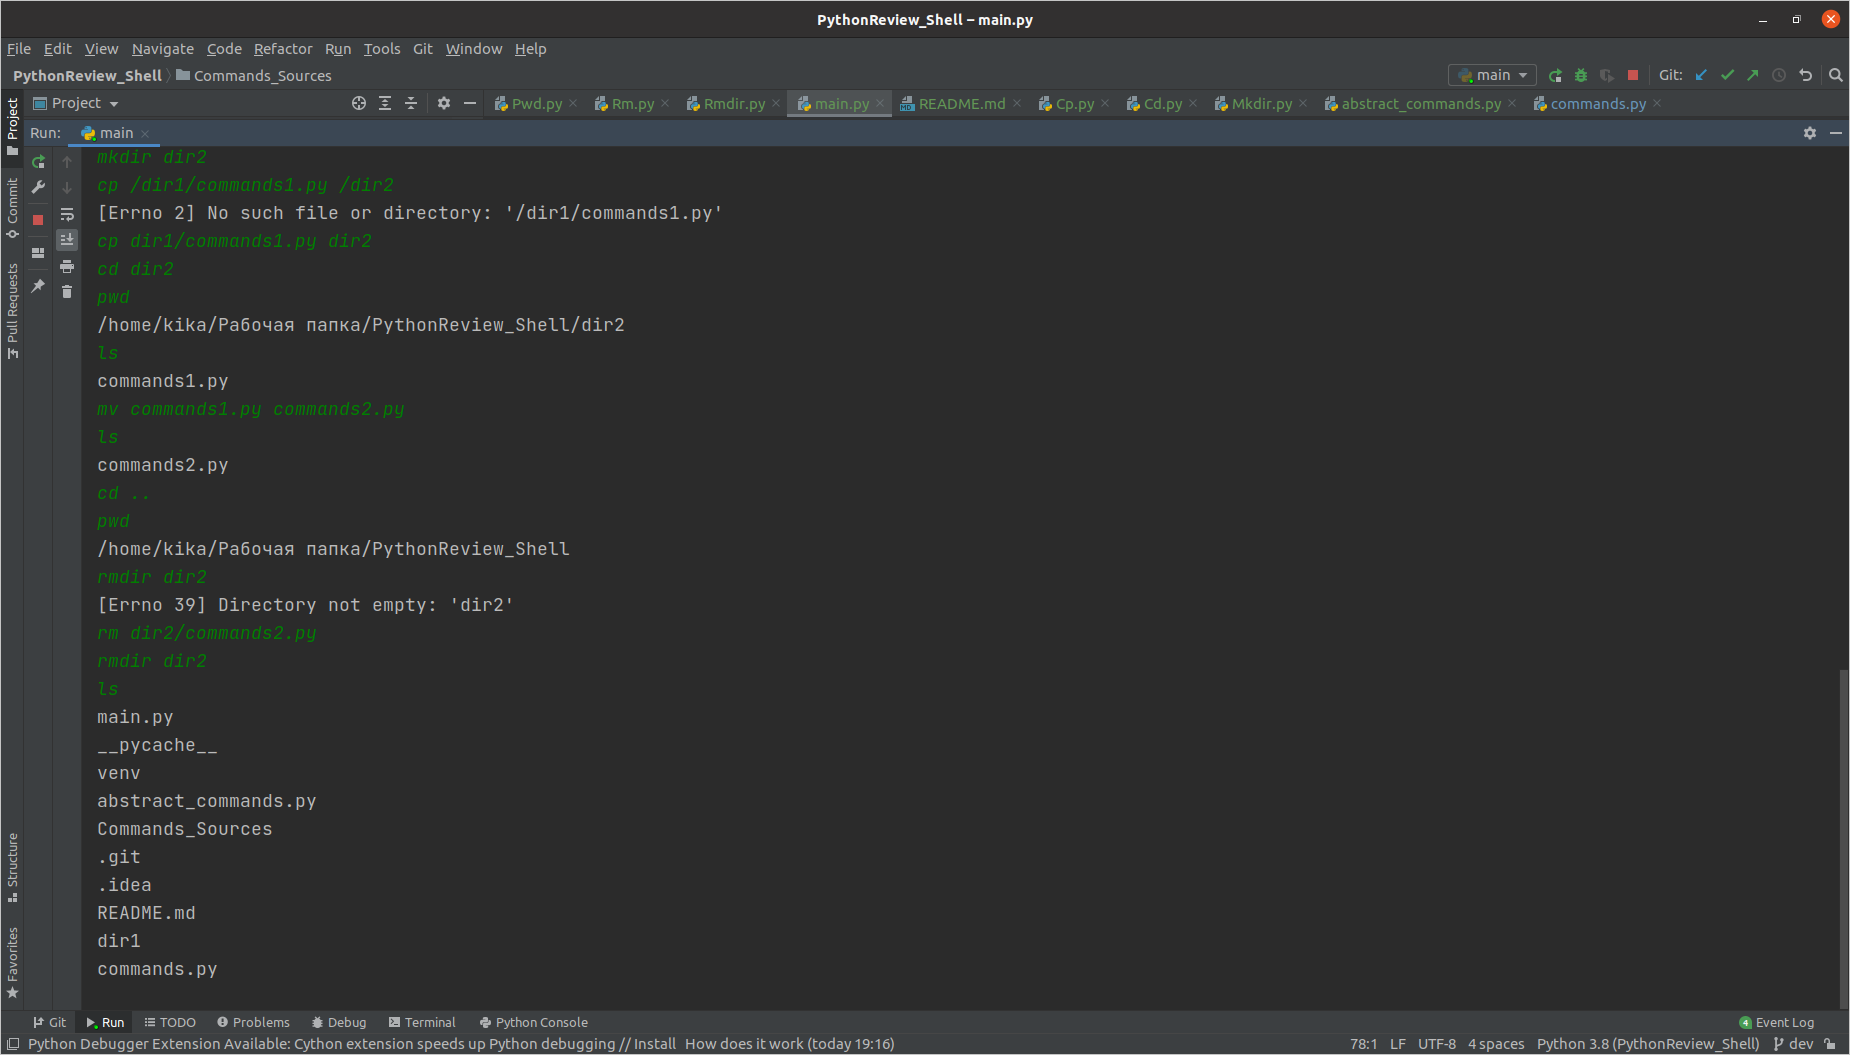 PythonReview_Shell – main.py
File Edit View Navigate Code Refactor Run Tools Git Window Help
PythonReview_Shell Commands_Sources main Git:
Project Pwd.py Rm.py Rmdir.py main.py README.md Cp.py Cd.py Mkdir.py abstract_commands.py commands.py
Run: main
Project
Commit
Pull Requests
Structure
Favorites
mkdir dir2
cp /dir1/commands1.py /dir2
[Errno 2] No such file or directory: '/dir1/commands1.py'
cp dir1/commands1.py dir2
cd dir2
pwd
/home/kika/Рабочая папка/PythonReview_Shell/dir2
ls
commands1.py
mv commands1.py commands2.py
ls
commands2.py
cd ..
pwd
/home/kika/Рабочая папка/PythonReview_Shell
rmdir dir2
[Errno 39] Directory not empty: 'dir2'
rm dir2/commands2.py
rmdir dir2
ls
main.py
__pycache__
venv
abstract_commands.py
Commands_Sources
.git
.idea
README.md
dir1
commands.py
Git Run TODO Problems Debug Terminal Python Console 4 Event Log
Python Debugger Extension Available: Cython extension speeds up Python debugging // Install How does it work (today 19:16) 78:1 LF UTF-8 4 spaces Python 3.8 (PythonReview_Shell) dev